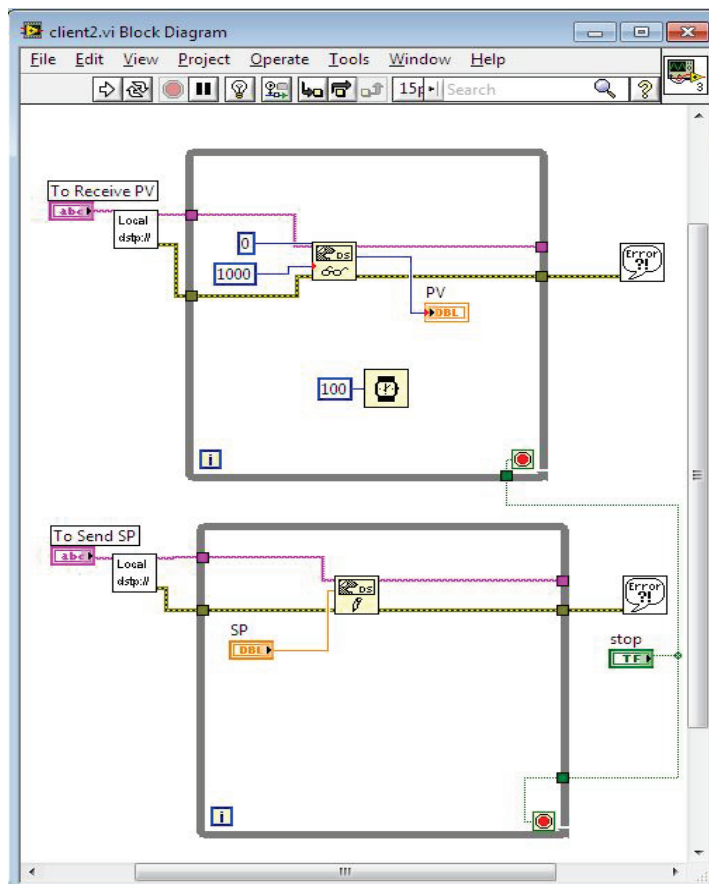 client2.vi Block Diagram
File Edit View Project Operate Tools Window Help
15p Search
3
To Receive PV
abc
Local
dstp://
0
1000
DS
PV
DBL
Error
?!
100
i
To Send SP
abc
Local
dstp://
DS
SP
DBL
Error
?!
stop
TF
i